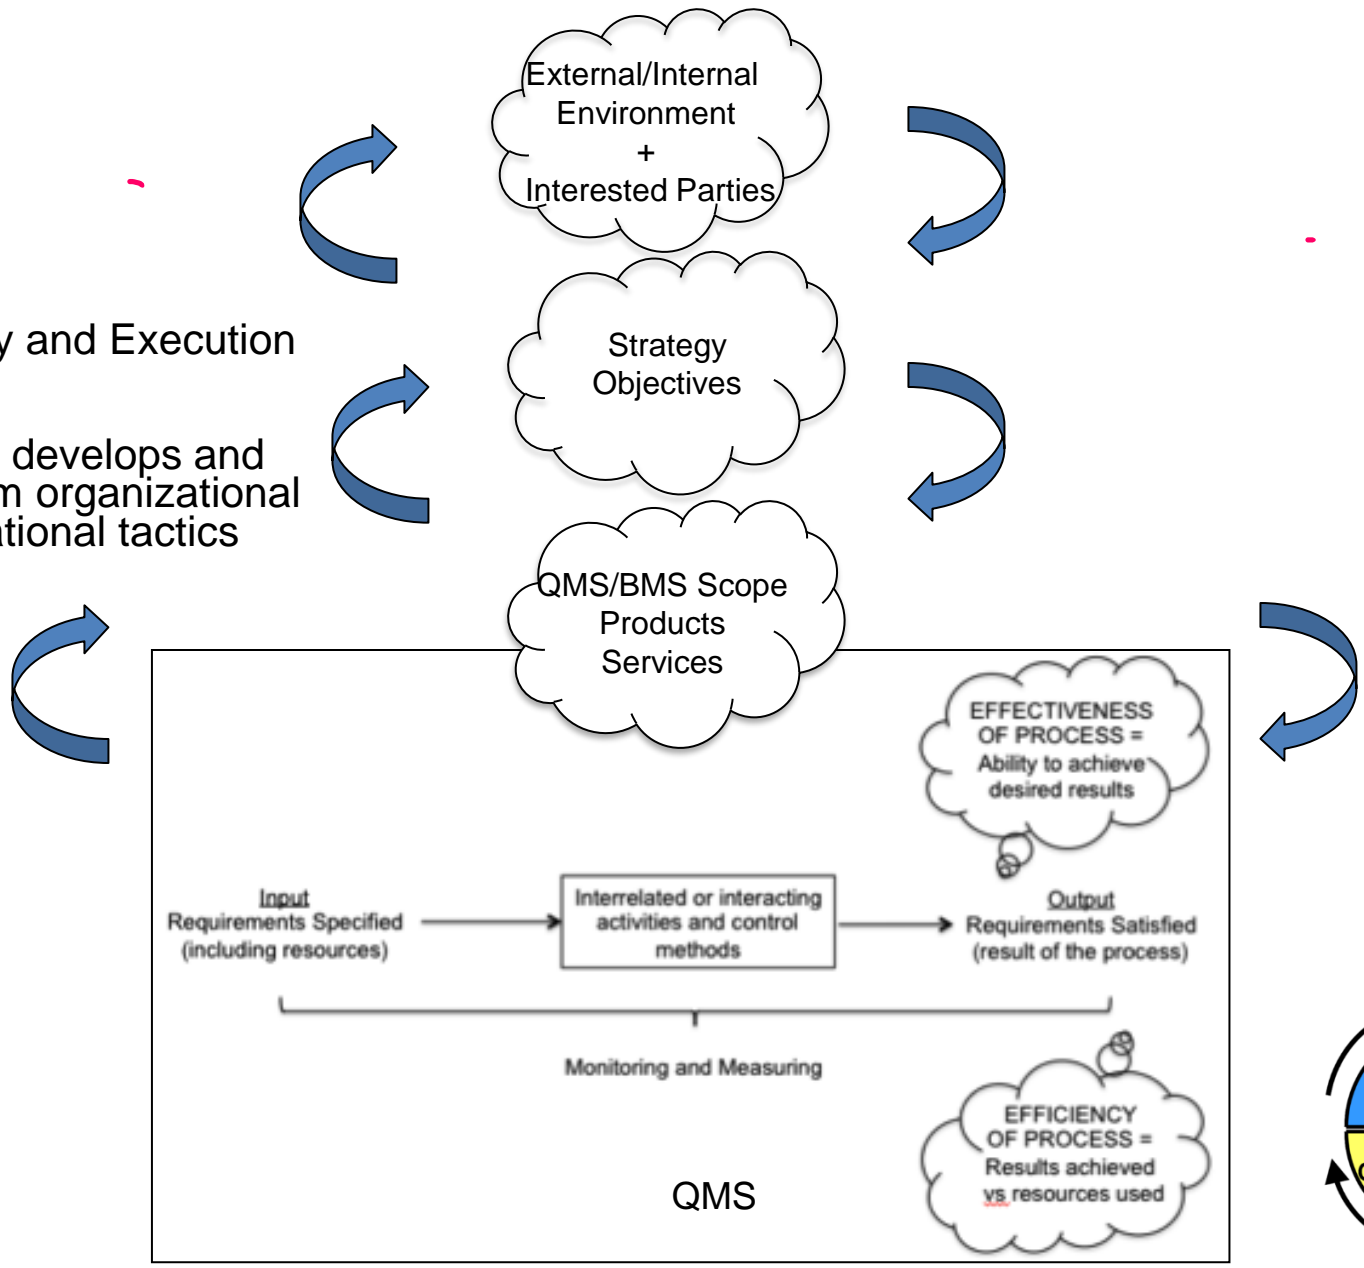 External/Internal
Environment
+
Interested Parties
y and Execution
Strategy
Objectives
develops and
m organizational
ational tactics
QMS/BMS Scope
Products
Services
EFFECTIVENESS
OF PROCESS =
Ability to achieve
desired results
Input
Requirements Specified
(including resources)
Interrelated or interacting
activities and control
methods
Output
Requirements Satisfied
(result of the process)
Monitoring and Measuring
EFFICIENCY
OF PROCESS =
Results achieved
vs resources used
QMS